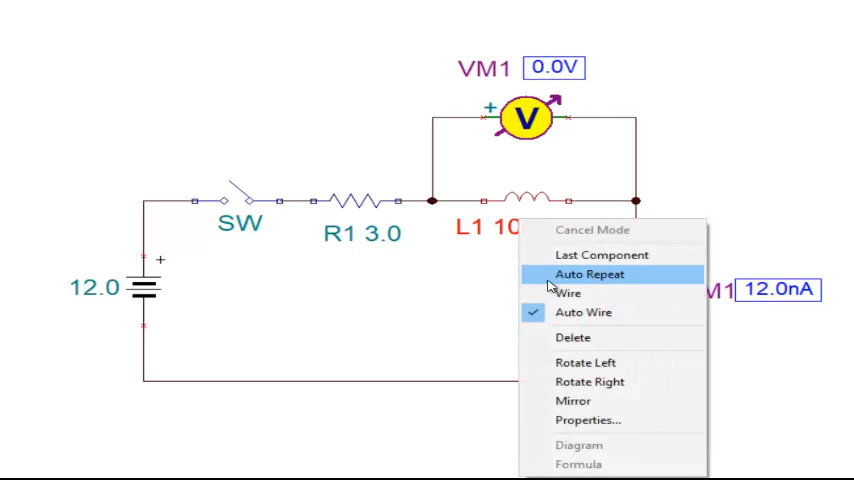 VM1 0.0V
+
V
SW
R1 3.0
L1 10
Cancel Mode
+
Last Component
Auto Repeat
12.0
M1 12.0nA
Wire
Auto Wire
Delete
Rotate Left
Rotate Right
Mirror
Properties...
Diagram
Formula